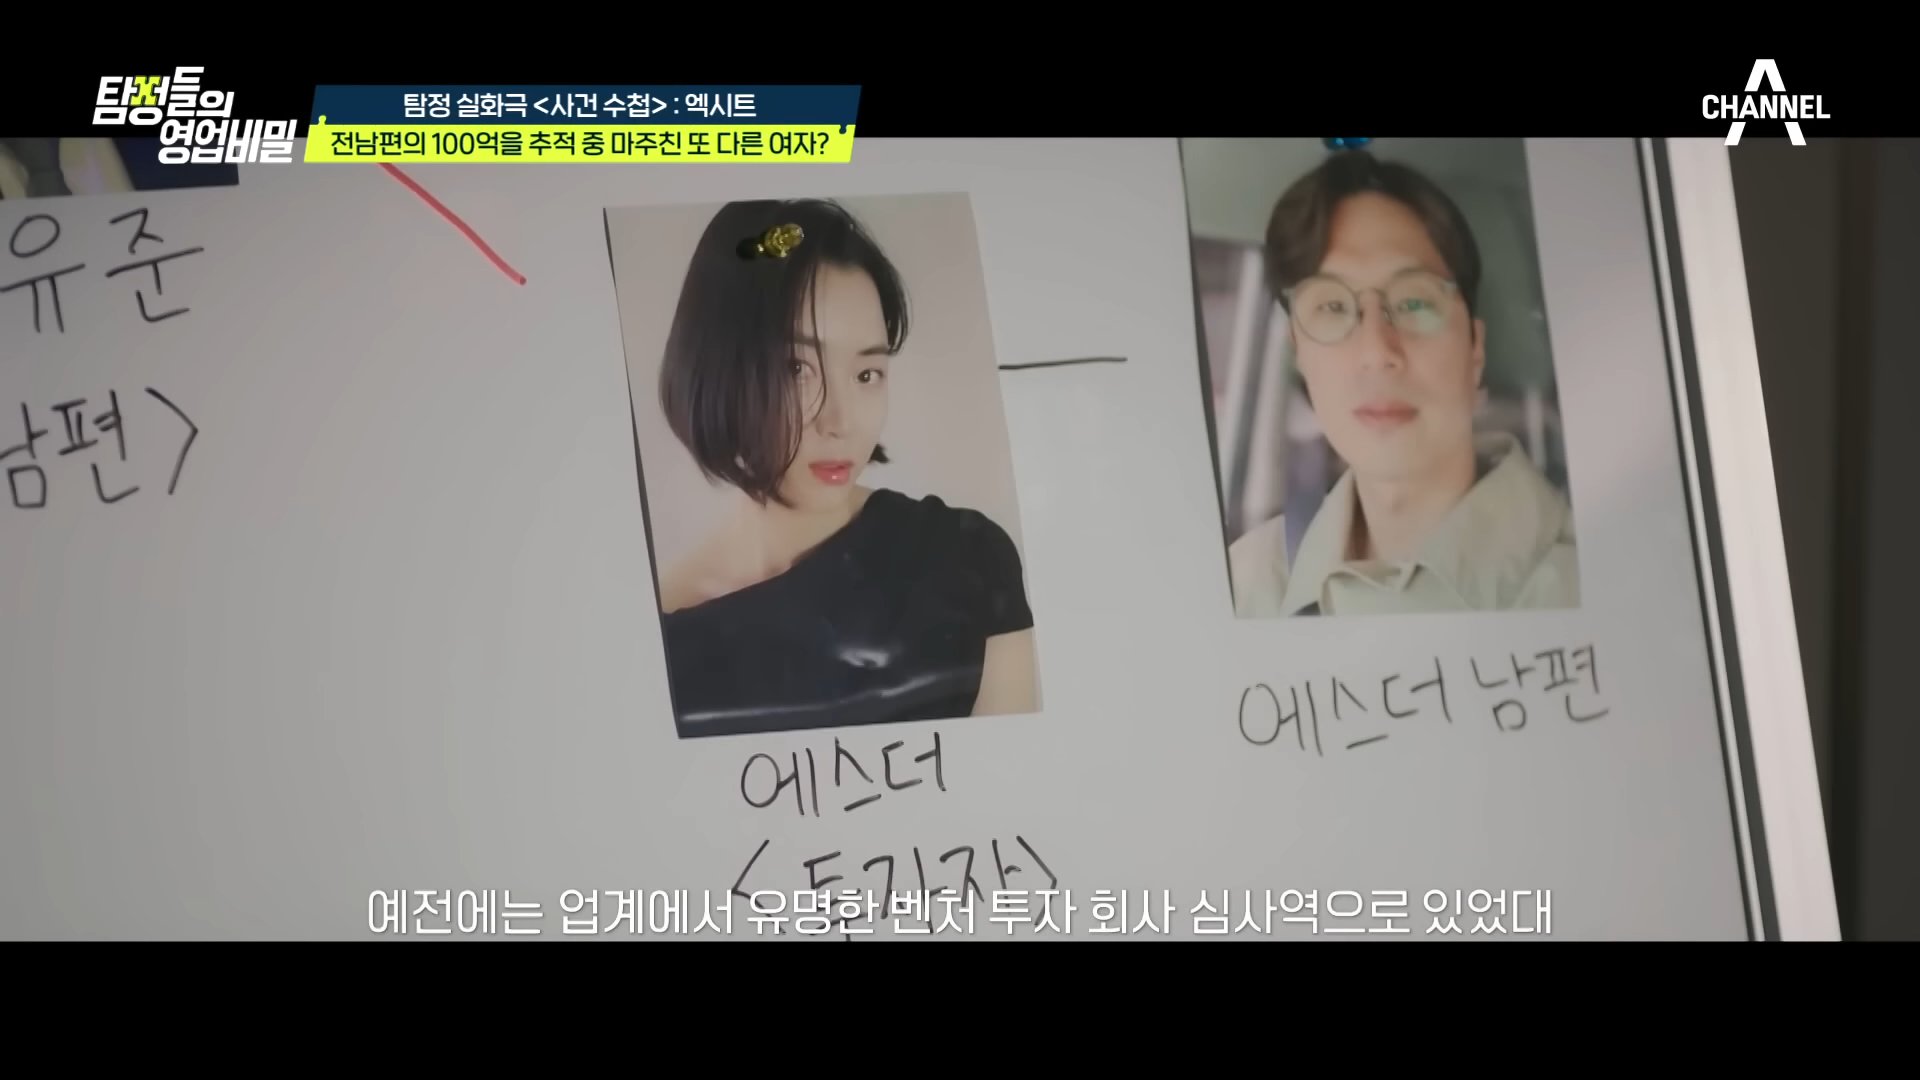 탐정들의
영업비밀
탐정 실화극 <사건 수첩> : 엑시트
전남편의 100억을 추적 중 마주친 또 다른 여자?
CHANNEL A
유준
남편>
에스더
<투자자>
에스더 남편
예전에는 업계에서 유명한 벤처 투자 회사 심사역으로 있었대